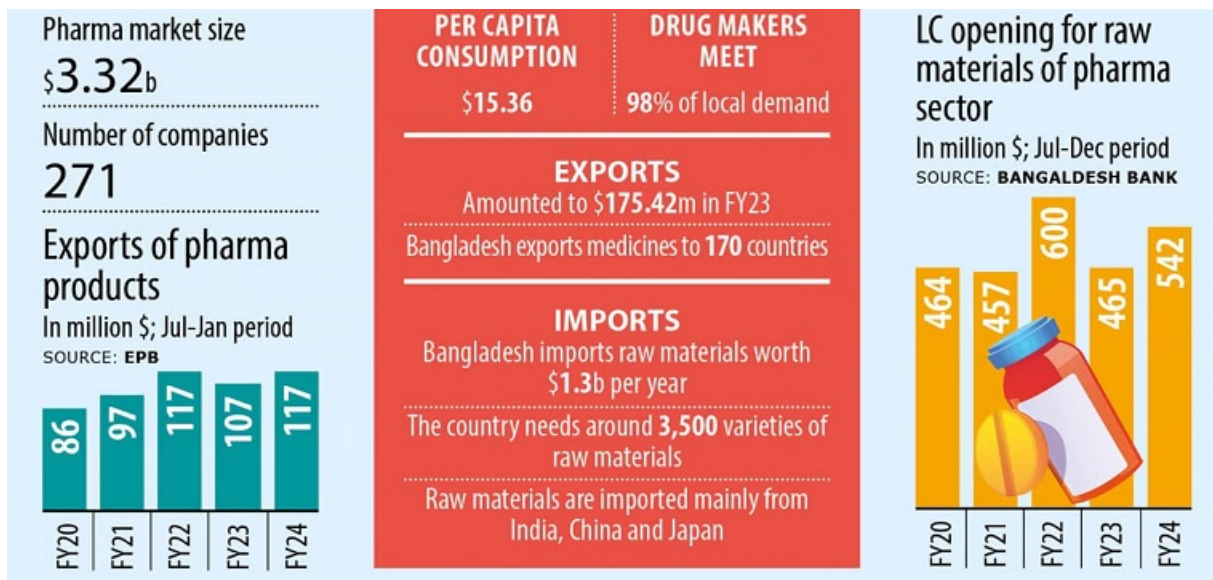 Pharma market size
$3.32b
Number of companies
271
Exports of pharma
products
In million $; Jul-Jan period
SOURCE: EPB
86
97
117
107
117
FY20
FY21
FY22
FY23
FY24
PER CAPITA
CONSUMPTION
$15.36
DRUG MAKERS
MEET
98% of local demand
EXPORTS
Amounted to $175.42m in FY23
Bangladesh exports medicines to 170 countries
IMPORTS
Bangladesh imports raw materials worth
$1.3b per year
The country needs around 3,500 varieties of
raw materials
Raw materials are imported mainly from
India, China and Japan
LC opening for raw
materials of pharma
sector
In million $; Jul-Dec period
SOURCE: BANGALDESH BANK
464
457
600
465
542
FY20
FY21
FY22
FY23
FY24